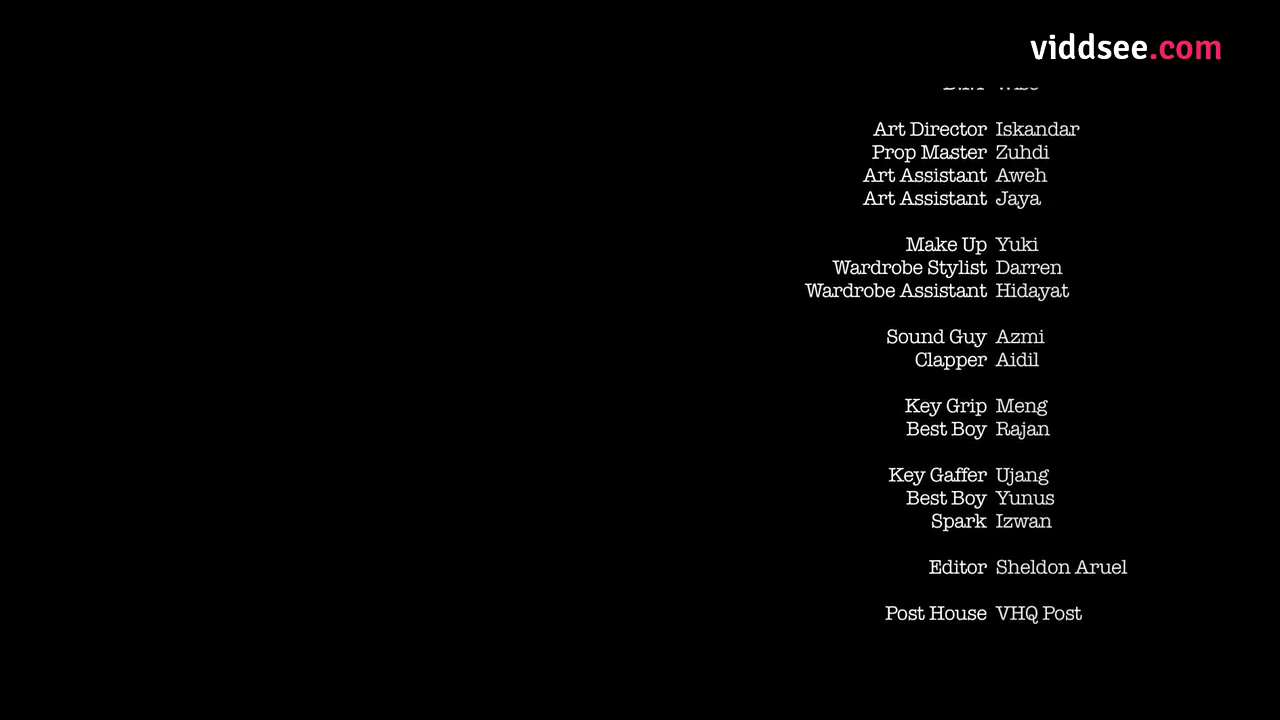 viddsee.com
Art Director Iskandar
Prop Master Zuhdi
Art Assistant Aweh
Art Assistant Jaya
Make Up Yuki
Wardrobe Stylist Darren
Wardrobe Assistant Hidayat
Sound Guy Azmi
Clapper Aidil
Key Grip Meng
Best Boy Rajan
Key Gaffer Ujang
Best Boy Yunus
Spark Izwan
Editor Sheldon Aruel
Post House VHQ Post